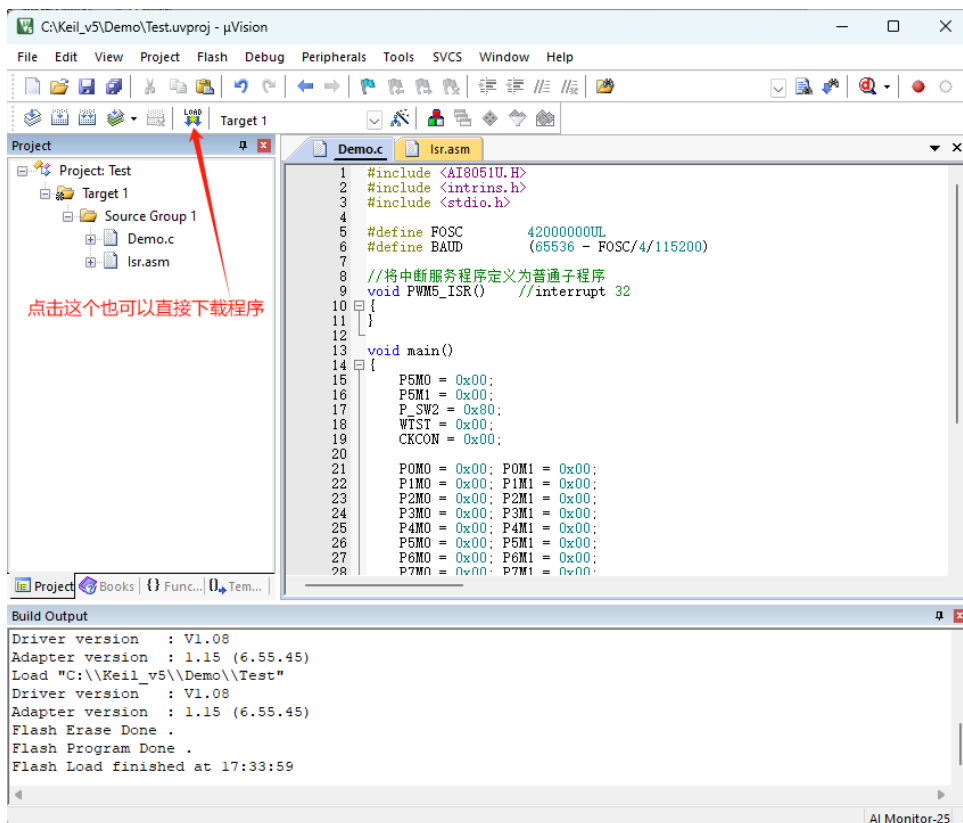 C:\Keil_v5\Demo\Test.uvproj - µVision
File Edit View Project Flash Debug Peripherals Tools SVCS Window Help
LOAD Target 1
Project
Project: Test
Target 1
Source Group 1
Demo.c
Isr.asm
点击这个也可以直接下载程序
Project Books {} Func... Tem...
Demo.c Isr.asm
1 #include <AI8051U.H>
2 #include <intrins.h>
3 #include <stdio.h>
4
5 #define FOSC 42000000UL
6 #define BAUD (65536 - FOSC/4/115200)
7
8 //将中断服务程序定义为普通子程序
9 void PWM5_ISR() //interrupt 32
10 {
11 }
12
13 void main()
14 {
15 P5M0 = 0x00;
16 P5M1 = 0x00;
17 P_SW2 = 0x80;
18 WTST = 0x00;
19 CKCON = 0x00;
20
21 P0M0 = 0x00; P0M1 = 0x00;
22 P1M0 = 0x00; P1M1 = 0x00;
23 P2M0 = 0x00; P2M1 = 0x00;
24 P3M0 = 0x00; P3M1 = 0x00;
25 P4M0 = 0x00; P4M1 = 0x00;
26 P5M0 = 0x00; P5M1 = 0x00;
27 P6M0 = 0x00; P6M1 = 0x00;
28 P7M0 = 0x00; P7M1 = 0x00;
Build Output
Driver version : V1.08
Adapter version : 1.15 (6.55.45)
Load "C:\\Keil_v5\\Demo\\Test"
Driver version : V1.08
Adapter version : 1.15 (6.55.45)
Flash Erase Done .
Flash Program Done .
Flash Load finished at 17:33:59
AI Monitor-25